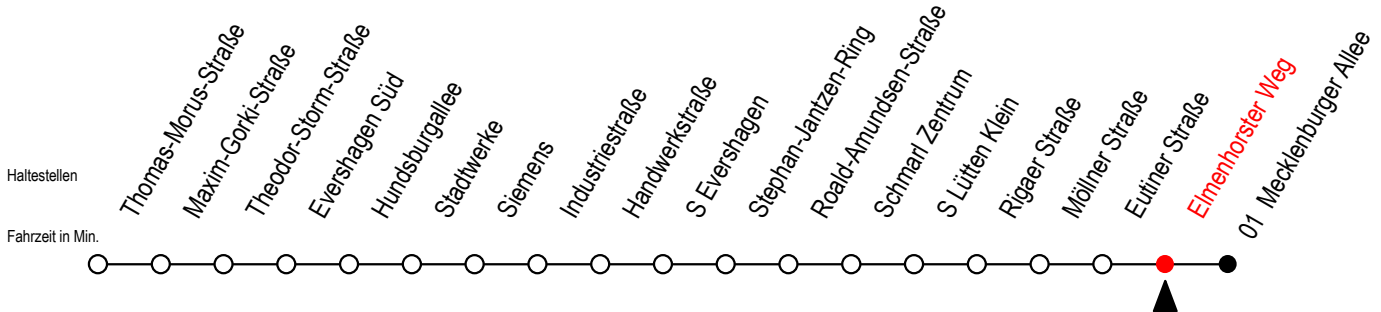 Thomas-Morus-Straße
Maxim-Gorki-Straße
Theodor-Storm-Straße
Evershagen Süd
Hundsburgallee
Stadtwerke
Siemens
Industriestraße
Handwerkstraße
S Evershagen
Stephan-Jantzen-Ring
Roald-Amundsen-Straße
Schmarl Zentrum
S Lütten Klein
Rigaer Straße
Möllner Straße
Eutiner Straße
Elmenhorster Weg
01 Mecklenburger Allee
Haltestellen
Fahrzeit in Min.